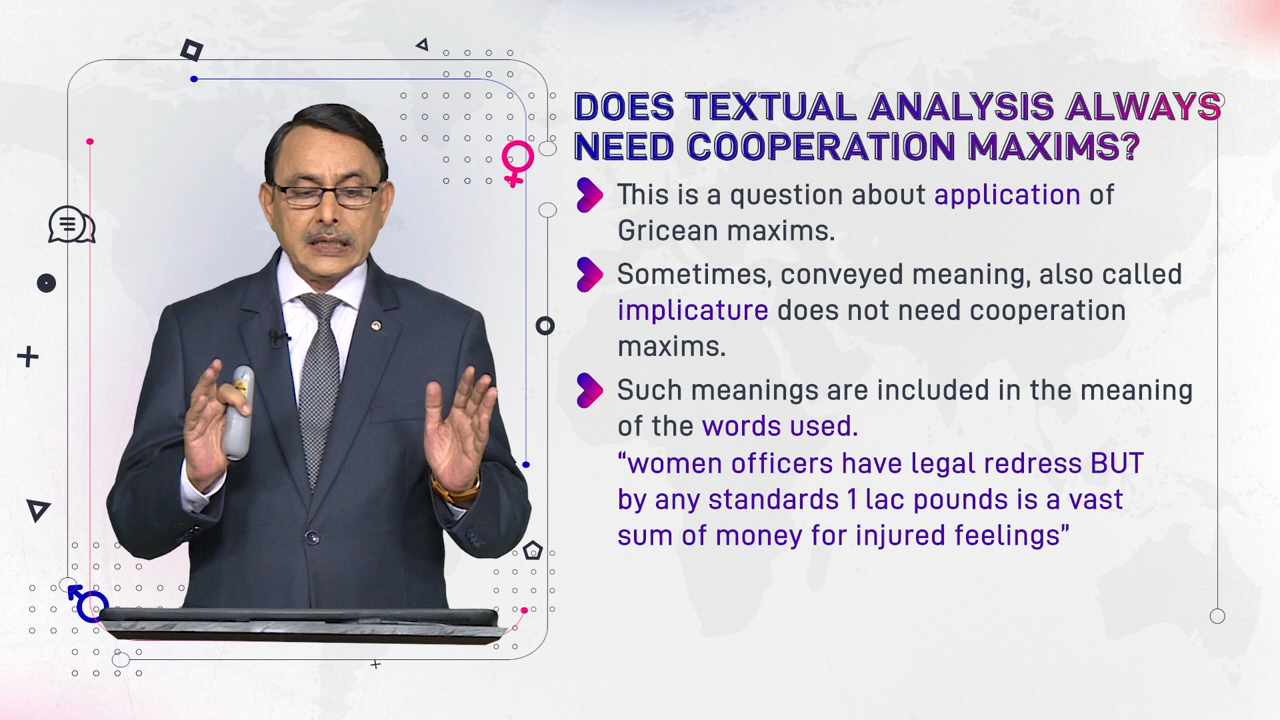 DOES TEXTUAL ANALYSIS ALWAYS
NEED COOPERATION MAXIMS?
This is a question about application of
Gricean maxims.
Sometimes, conveyed meaning, also called
implicature does not need cooperation
maxims.
Such meanings are included in the meaning
of the words used.
“women officers have legal redress BUT
by any standards 1 lac pounds is a vast
sum of money for injured feelings”